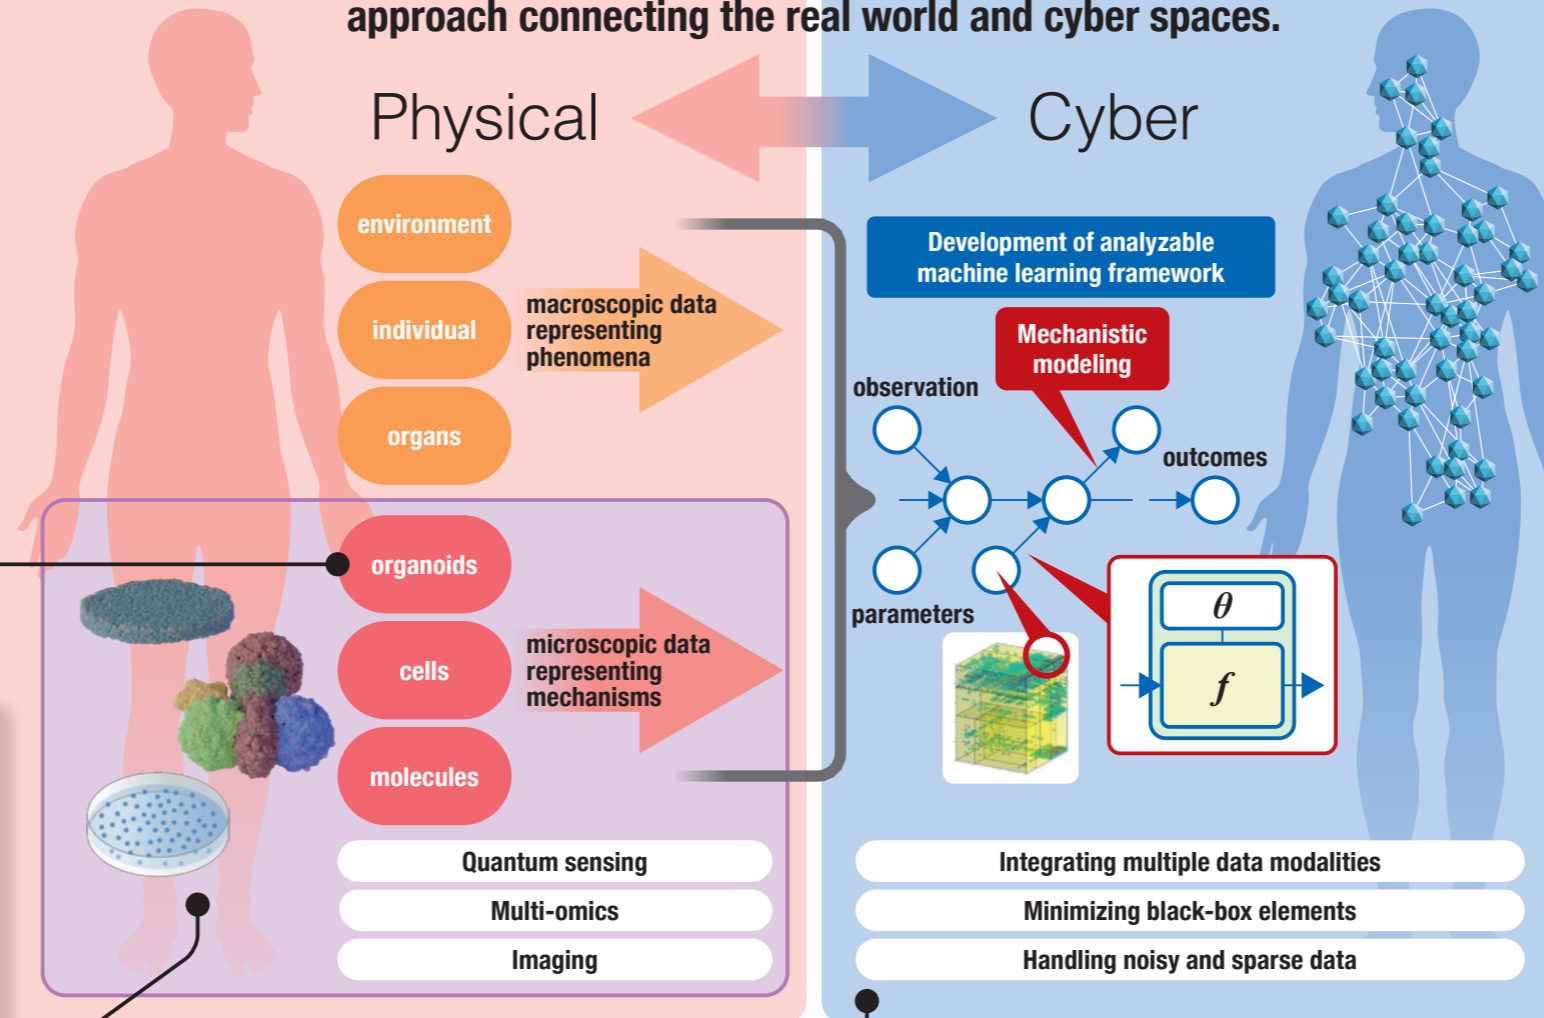 approach connecting the real world and cyber spaces.
Physical
Cyber
environment
individual
organs
macroscopic data
representing
phenomena
organoids
cells
molecules
microscopic data
representing
mechanisms
Quantum sensing
Multi-omics
Imaging
Development of analyzable
machine learning framework
Mechanistic
modeling
observation
outcomes
parameters
θ
f
Integrating multiple data modalities
Minimizing black-box elements
Handling noisy and sparse data